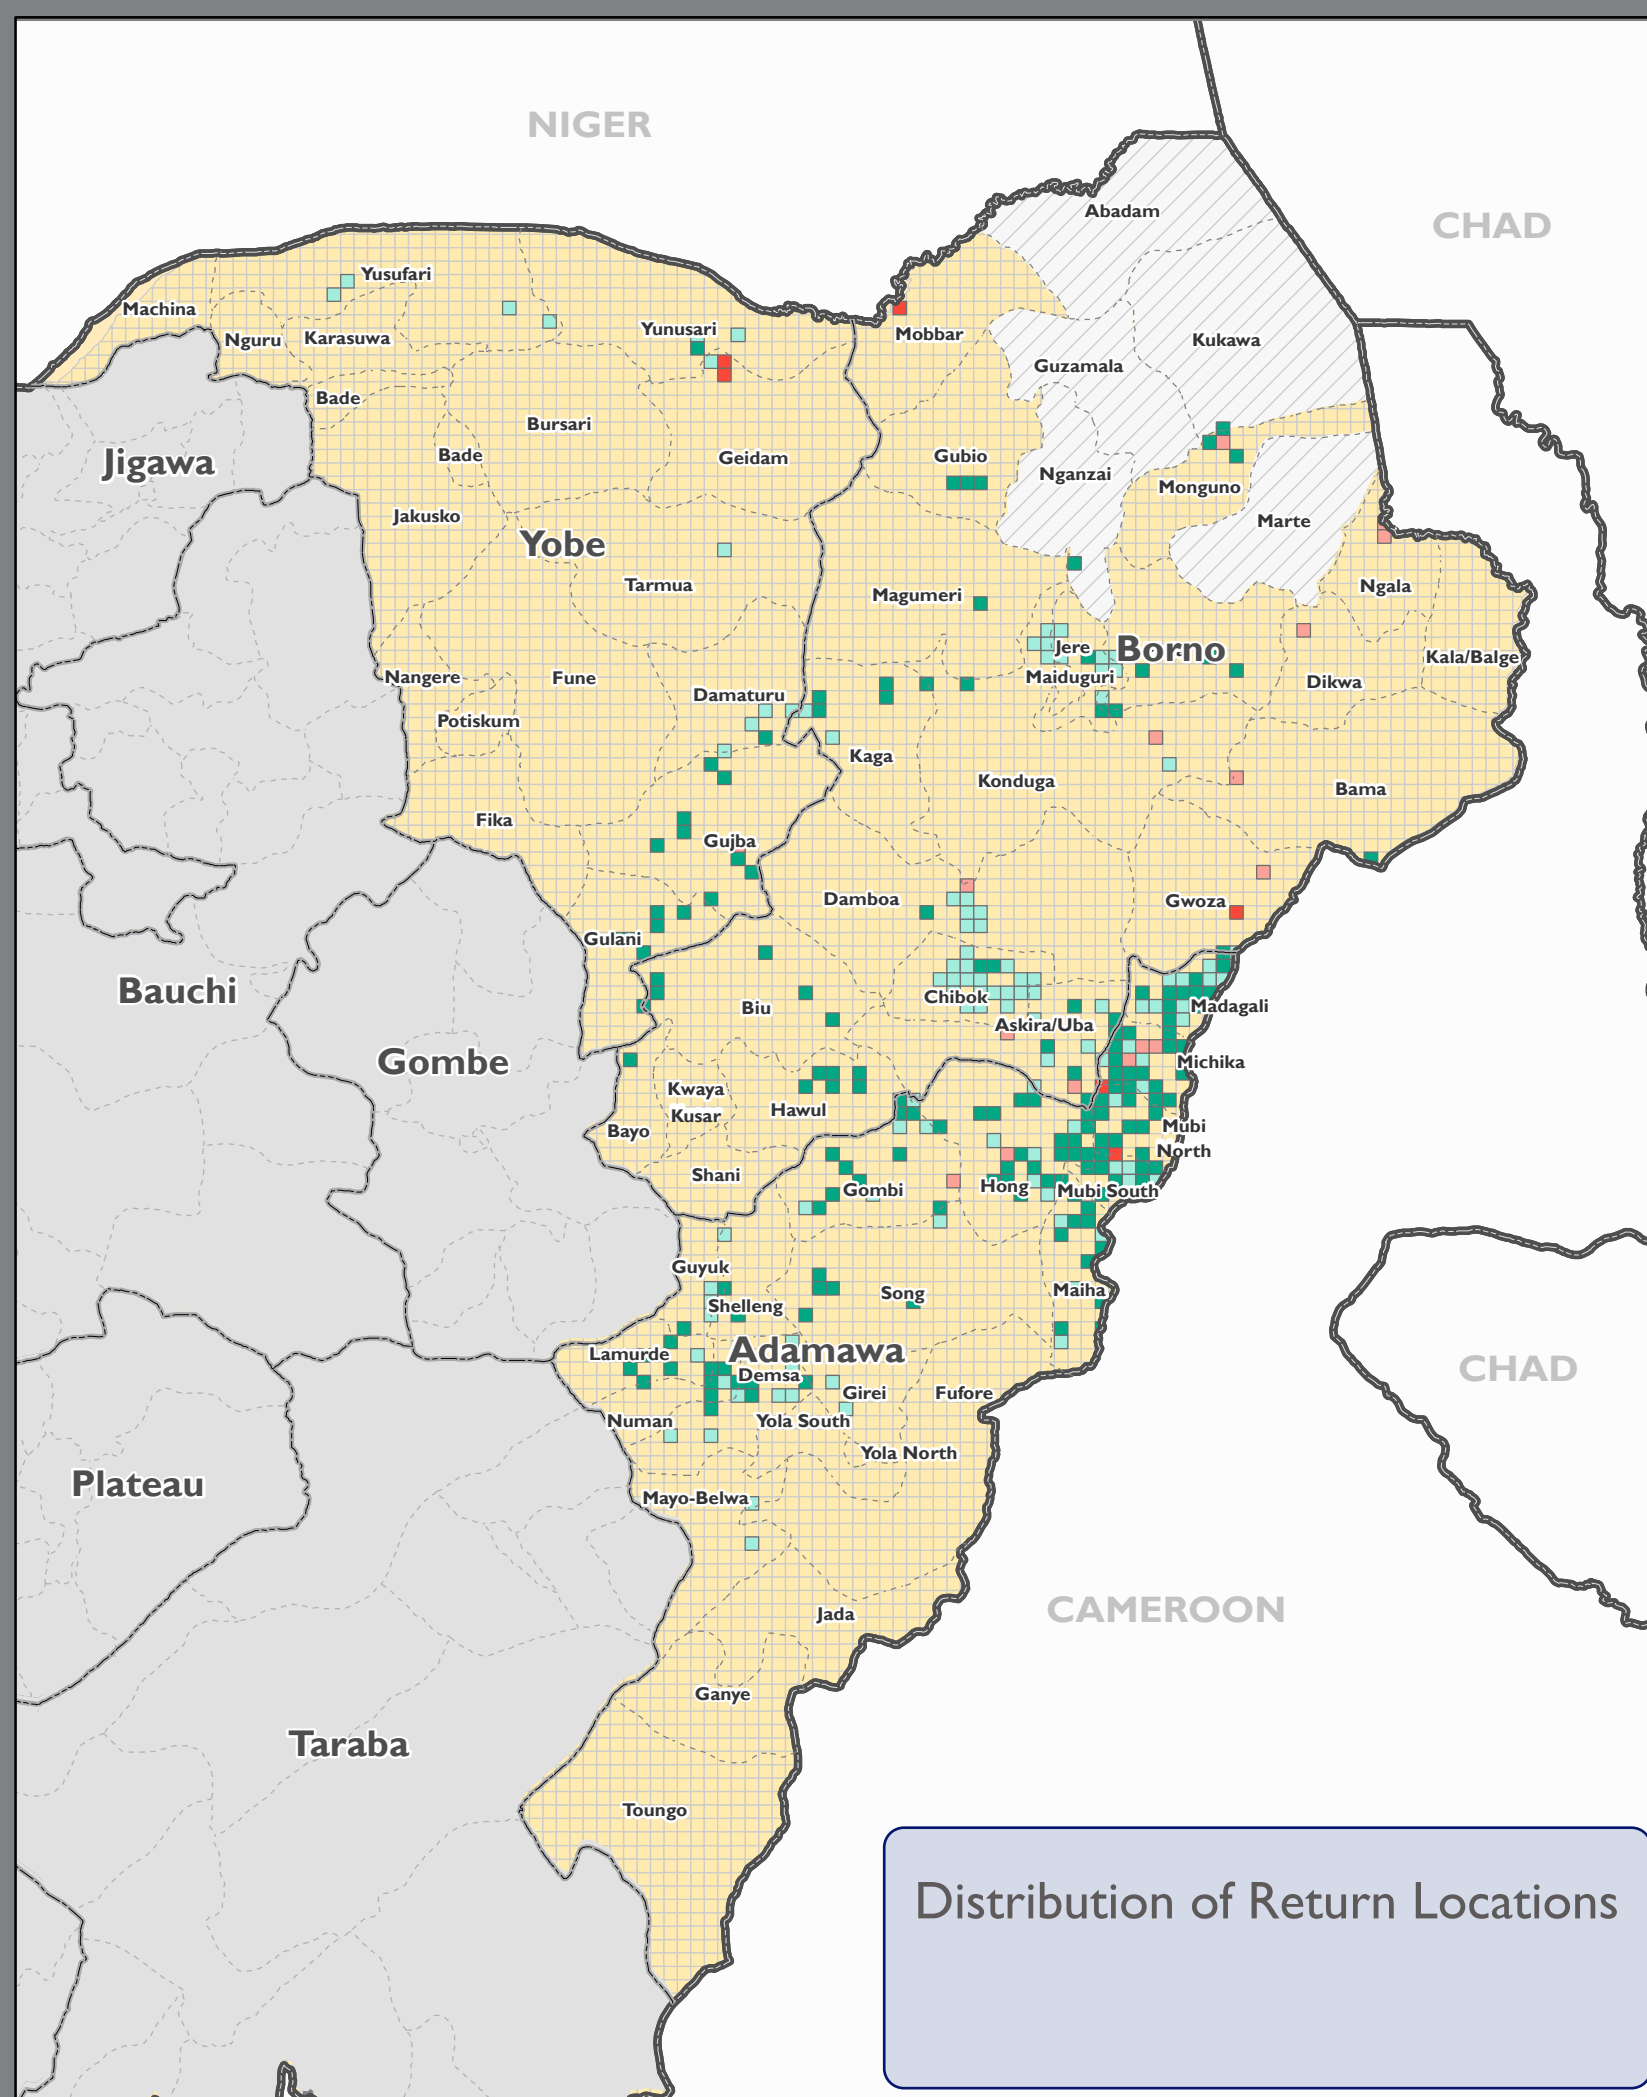 NIGER
CHAD
Abadam
Yusufari
Machina
Nguru
Karasuwa
Yunusari
Mobbar
Kukawa
Guzamala
Bade
Bursari
Bade
Geidam
Gubio
Jigawa
Nganzai
Monguno
Jakusko
Marte
Yobe
Tarmua
Magumeri
Ngala
Jere
Borno
Kala/Balge
Nangere
Fune
Maiduguri
Dikwa
Damaturu
Potiskum
Kaga
Konduga
Bama
Fika
Gujba
Damboa
Gwoza
Gulani
Bauchi
Chibok
Biu
Madagali
Askira/Uba
Gombe
Michika
Kwaya
Kusar
Hawul
Bayo
Mubi
North
Shani
Gombi
Hong
Mubi South
CHAD
Guyuk
Maiha
Song
Shelleng
Adamawa
Lamurde
Demsa
Girei
Fufore
Numan
Yola South
Yola North
Plateau
Mayo-Belwa
CAMEROON
Jada
Ganye
Taraba
Toungo
Distribution of Return Locations